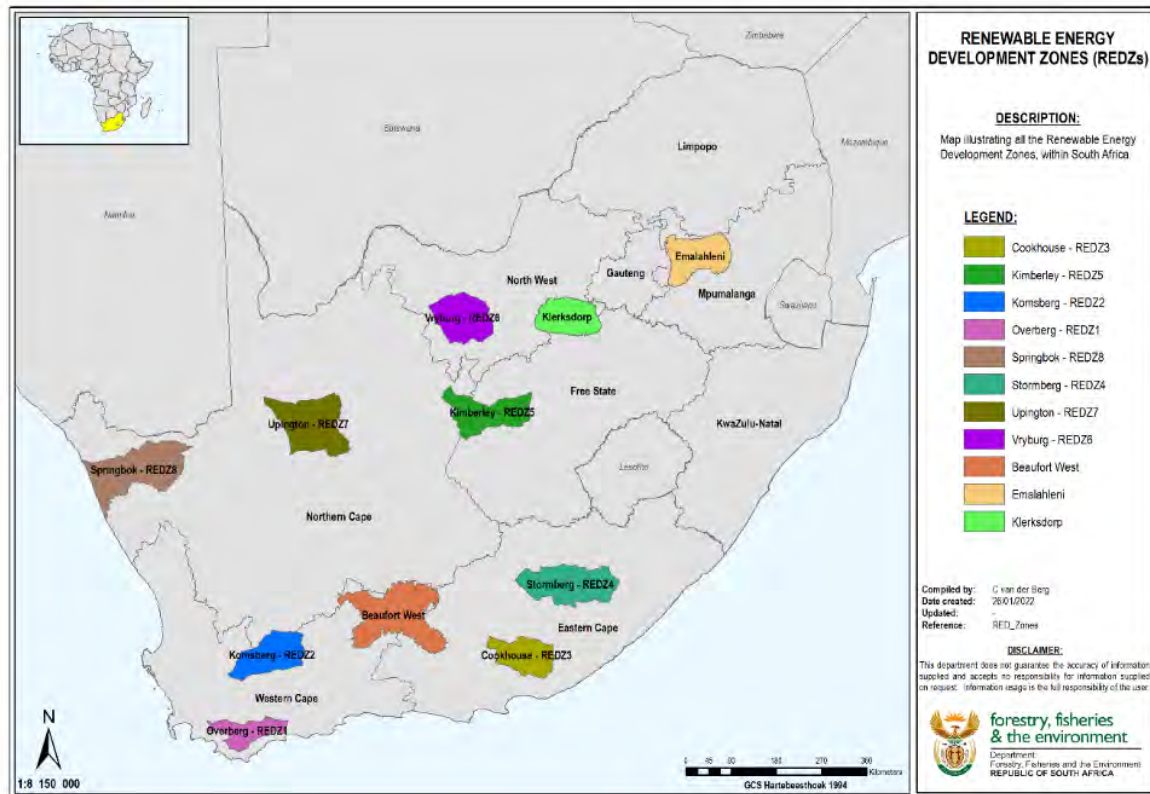 Zimbabwe
Botswana
Limpopo
Mozambique
Namibia
Emalahleni
Gauteng
North West
Mpumalanga
Swaziland
Vryburg - REDZ6
Klerksdorp
Free State
Upington - REDZ7
Kimberley - REDZ5
KwaZulu-Natal
Springbok - REDZ8
Lesotho
Northern Cape
Stormberg - REDZ4
Beaufort West
Eastern Cape
Komsberg - REDZ2
Cookhouse - REDZ3
Western Cape
Overberg - REDZ1
N
1:8 150 000
0 45 90 180 270 360
Kilometers
GCS Hartebeesthoek 1994
RENEWABLE ENERGY
DEVELOPMENT ZONES (REDZs)
DESCRIPTION:
Map illustrating all the Renewable Energy
Development Zones, within South Africa
LEGEND:
Cookhouse - REDZ3
Kimberley - REDZ5
Komsberg - REDZ2
Overberg - REDZ1
Springbok - REDZ8
Stormberg - REDZ4
Upington - REDZ7
Vryburg - REDZ6
Beaufort West
Emalahleni
Klerksdorp
Compiled by: C van der Berg
Date created: 26/01/2022
Updated: -
Reference: RED_Zones
DISCLAIMER:
This department does not guarantee the accuracy of information
supplied and accepts no responsibility for information supplied
on request. Information usage is the full responsibility of the user
forestry, fisheries
& the environment
Department:
Forestry, Fisheries and the Environment
REPUBLIC OF SOUTH AFRICA